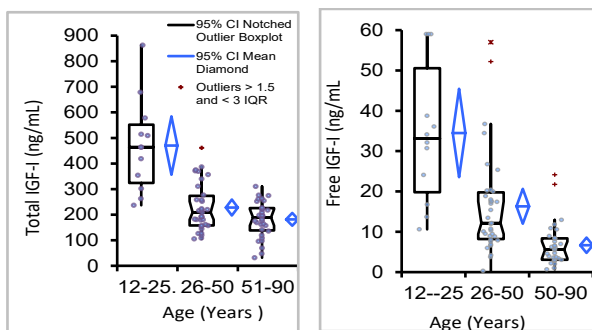 95% CI Notched
Outlier Boxplot
95% CI Mean
Diamond
Outliers > 1.5
and < 3 IQR
Total IGF-I (ng/mL)
900
800
700
600
500
400
300
200
100
0
12-25. 26-50 51-90
Age (Years )
Free IGF-I (ng/mL)
60
50
40
30
20
10
0
12--25 26-50 50-90
Age (Years)